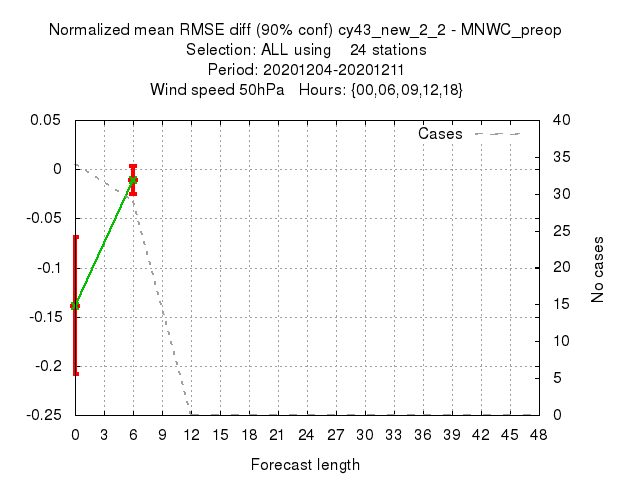 Normalized mean RMSE diff (90% conf) cy43_new_2_2 - MNWC_preop
Selection: ALL using    24 stations
Period: 20201204-20201211
Wind speed 50hPa   Hours: {00,06,09,12,18}
Cases
0.05
0
-0.05
-0.1
-0.15
-0.2
-0.25
40
35
30
25
20
15
10
5
0
No cases
0 3 6 9 12 15 18 21 24 27 30 33 36 39 42 45 48
Forecast length